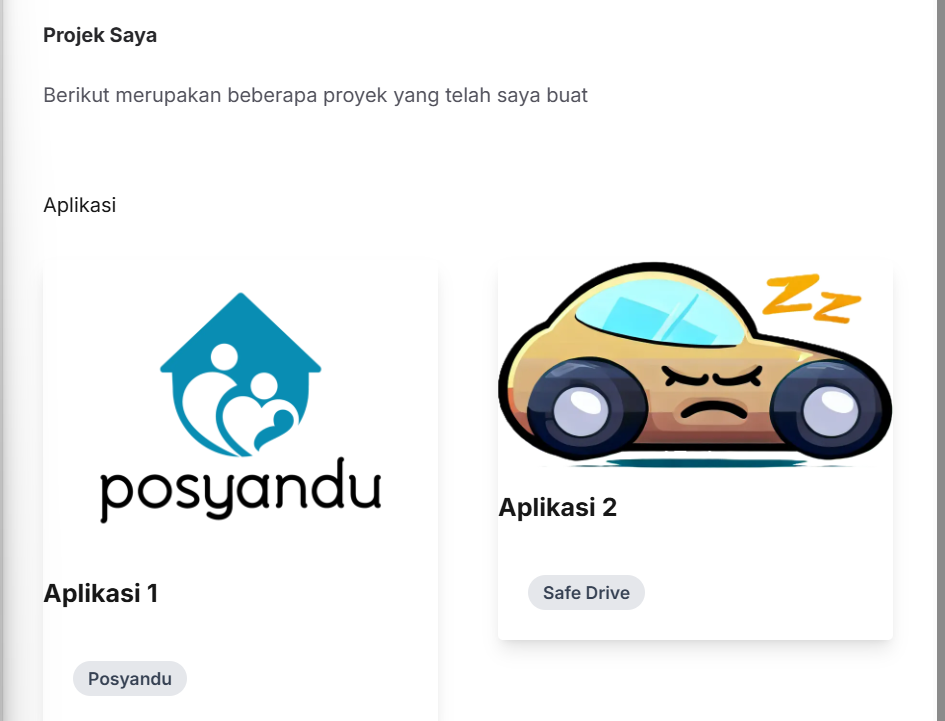 Projek Saya
Berikut merupakan beberapa proyek yang telah saya buat
Aplikasi
posyandu
Aplikasi 1
Posyandu
Zz
Aplikasi 2
Safe Drive